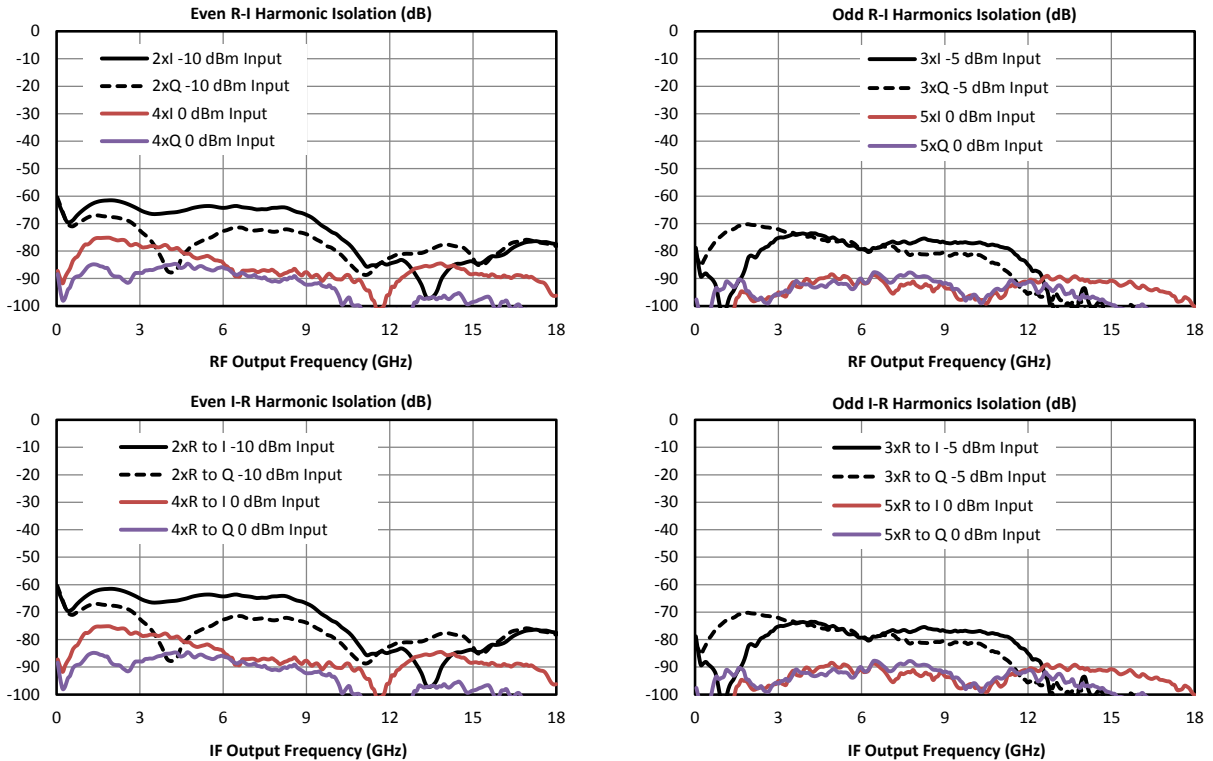 Even R-I Harmonic Isolation (dB)
0
-10
-20
-30
-40
-50
-60
-70
-80
-90
-100
2xI -10 dBm Input
2xQ -10 dBm Input
4xI 0 dBm Input
4xQ 0 dBm Input
0 3 6 9 12 15 18
RF Output Frequency (GHz)
Odd R-I Harmonics Isolation (dB)
0
-10
-20
-30
-40
-50
-60
-70
-80
-90
-100
3xI -5 dBm Input
3xQ -5 dBm Input
5xI 0 dBm Input
5xQ 0 dBm Input
0 3 6 9 12 15 18
RF Output Frequency (GHz)
Even I-R Harmonic Isolation (dB)
0
-10
-20
-30
-40
-50
-60
-70
-80
-90
-100
2xR to I -10 dBm Input
2xR to Q -10 dBm Input
4xR to I 0 dBm Input
4xR to Q 0 dBm Input
0 3 6 9 12 15 18
IF Output Frequency (GHz)
Odd I-R Harmonics Isolation (dB)
0
-10
-20
-30
-40
-50
-60
-70
-80
-90
-100
3xR to I -5 dBm Input
3xR to Q -5 dBm Input
5xR to I 0 dBm Input
5xR to Q 0 dBm Input
0 3 6 9 12 15 18
IF Output Frequency (GHz)